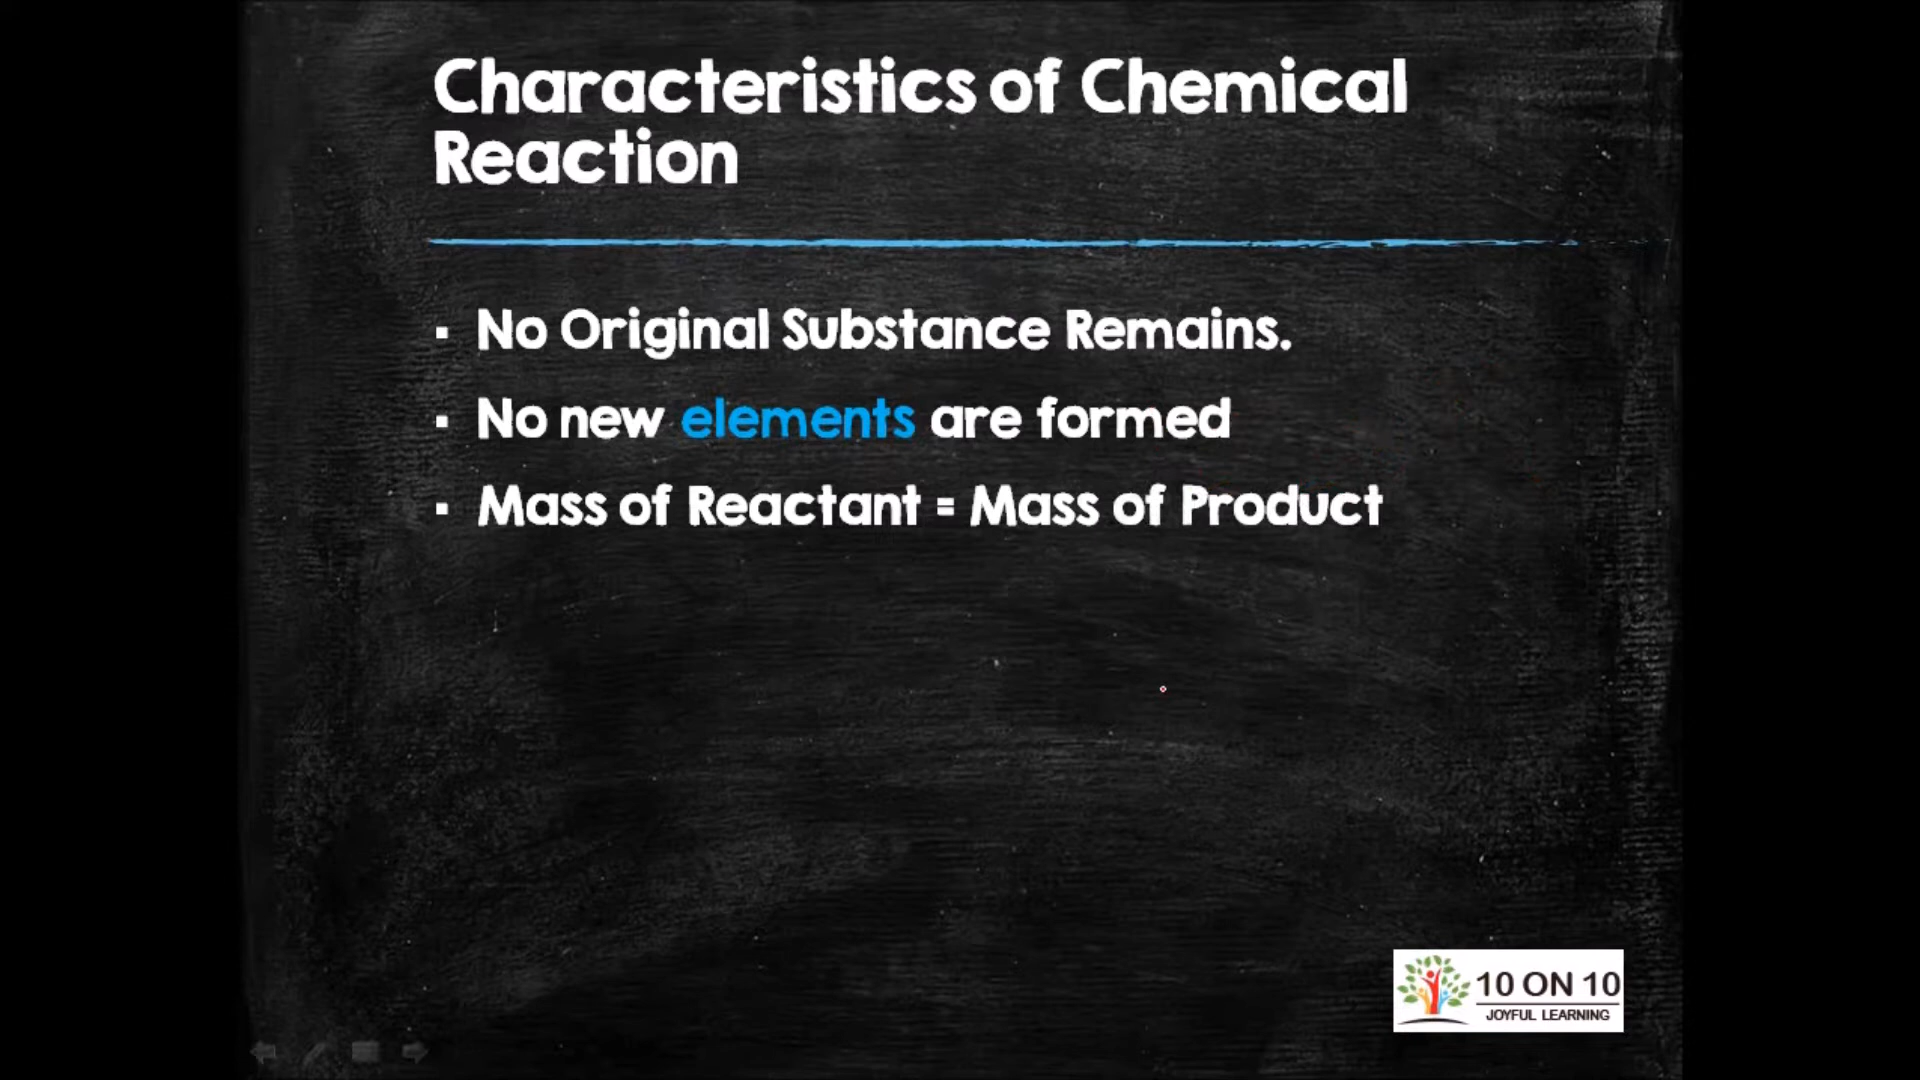 Characteristics of Chemical
Reaction
▪ No Original Substance Remains.
▪ No new elements are formed
▪ Mass of Reactant = Mass of Product
10 ON 10
JOYFUL LEARNING